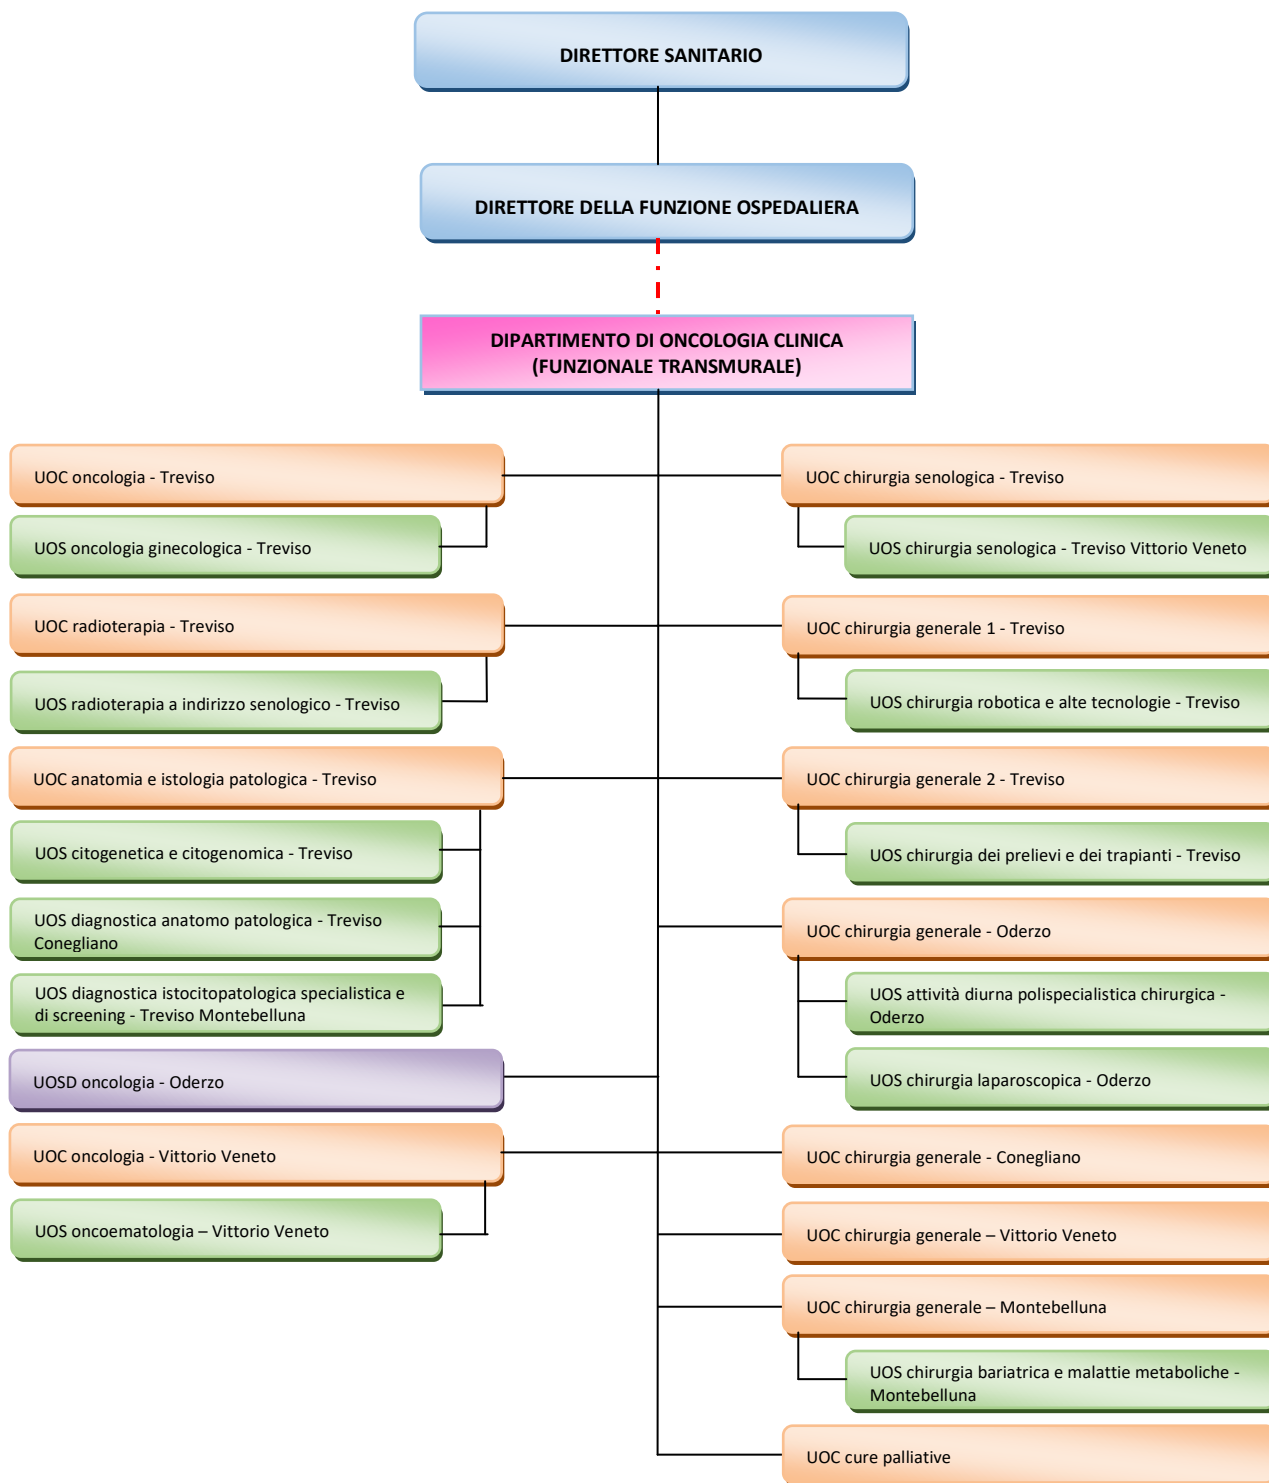 DIRETTORE SANITARIO
DIRETTORE DELLA FUNZIONE OSPEDALIERA
DIPARTIMENTO DI ONCOLOGIA CLINICA
(FUNZIONALE TRANSMURALE)
UOC oncologia - Treviso
UOS oncologia ginecologica - Treviso
UOC radioterapia - Treviso
UOS radioterapia a indirizzo senologico - Treviso
UOC anatomia e istologia patologica - Treviso
UOS citogenetica e citogenomica - Treviso
UOS diagnostica anatomo patologica - Treviso
Conegliano
UOS diagnostica istocitopatologica specialistica e
di screening - Treviso Montebelluna
UOSD oncologia - Oderzo
UOC oncologia - Vittorio Veneto
UOS oncoematologia – Vittorio Veneto
UOC chirurgia senologica - Treviso
UOS chirurgia senologica - Treviso Vittorio Veneto
UOC chirurgia generale 1 - Treviso
UOS chirurgia robotica e alte tecnologie - Treviso
UOC chirurgia generale 2 - Treviso
UOS chirurgia dei prelievi e dei trapianti - Treviso
UOC chirurgia generale - Oderzo
UOS attività diurna polispecialistica chirurgica -
Oderzo
UOS chirurgia laparoscopica - Oderzo
UOC chirurgia generale - Conegliano
UOC chirurgia generale – Vittorio Veneto
UOC chirurgia generale – Montebelluna
UOS chirurgia bariatrica e malattie metaboliche -
Montebelluna
UOC cure palliative